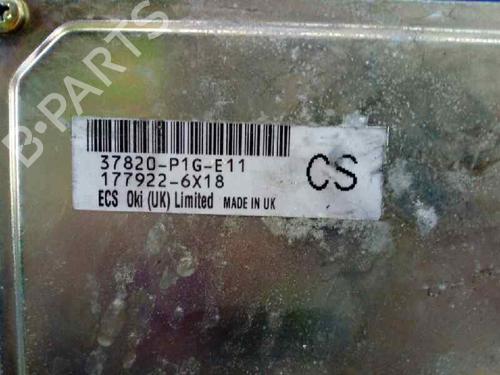 B-PARTS
37820-P1G-E11
177922-6X18
CS
ECS Oki (UK) Limited MADE IN UK